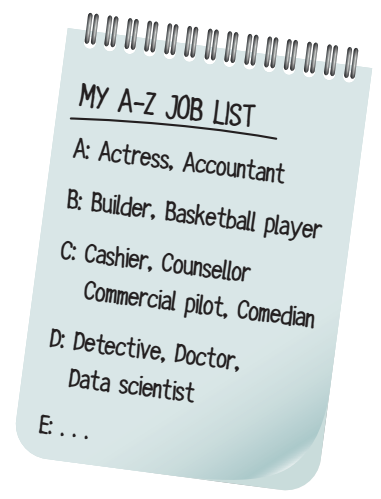 MY A-Z JOB LIST
A: Actress, Accountant
B: Builder, Basketball player
C: Cashier, Counsellor
Commercial pilot, Comedian
D: Detective, Doctor,
Data scientist
E: . . .